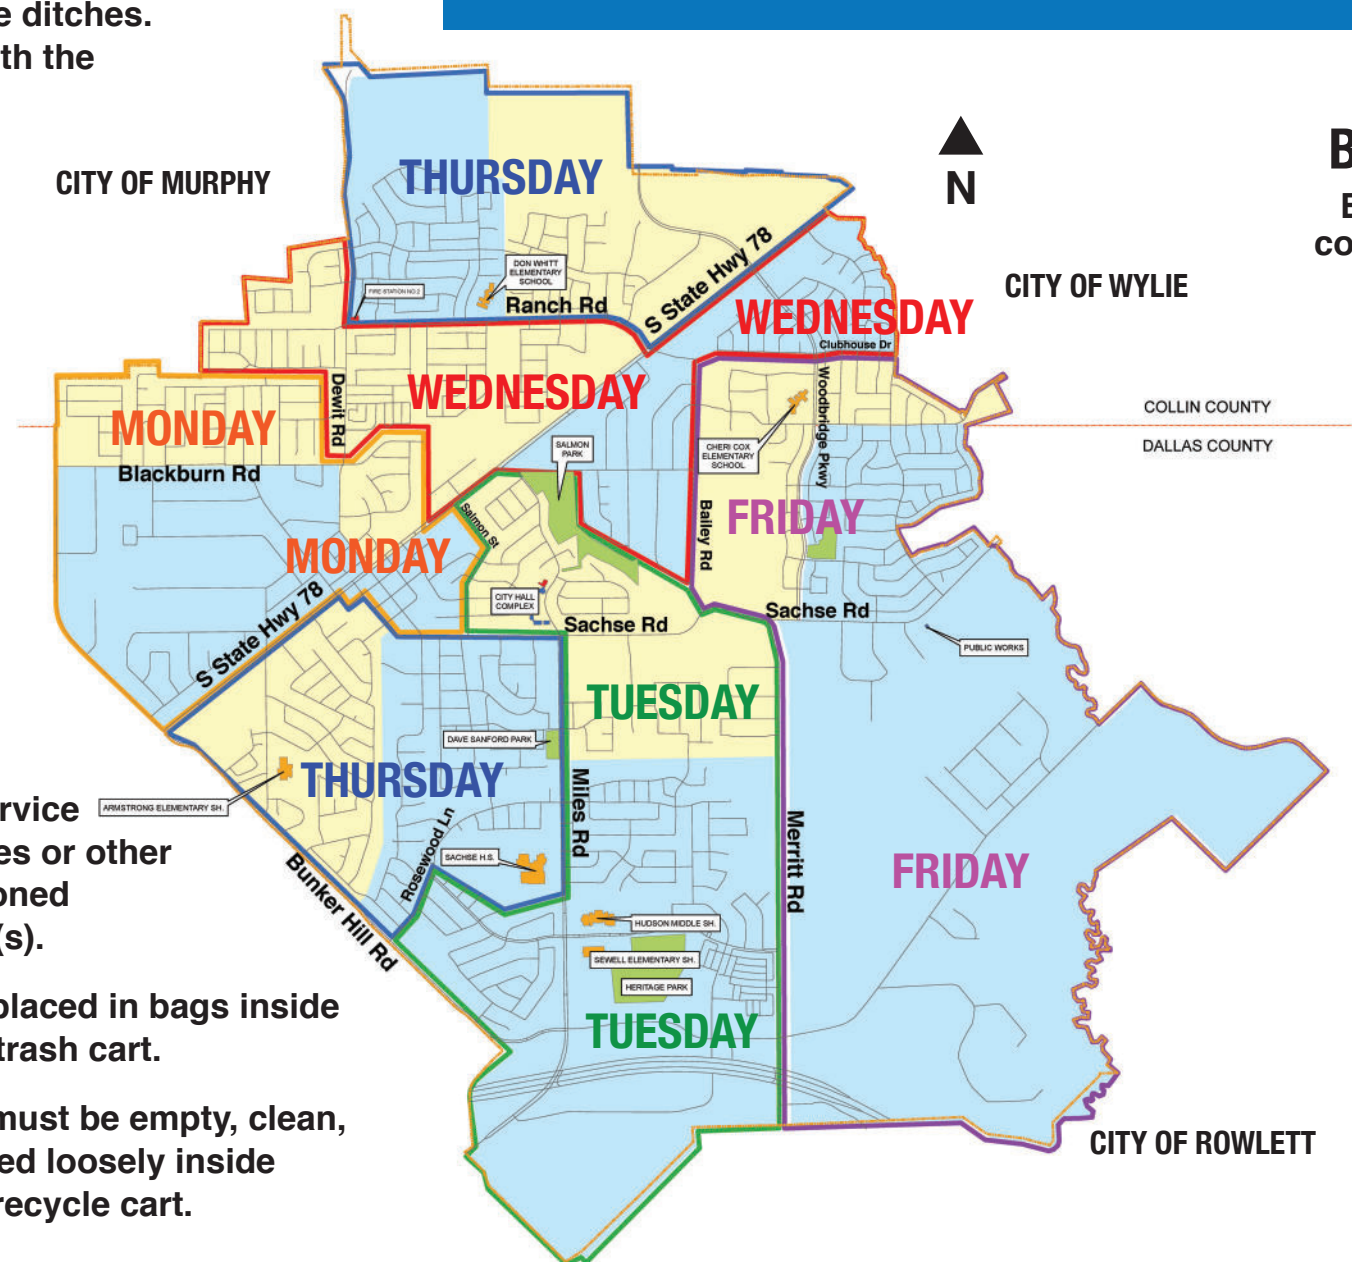 e ditches.
th the
CITY OF MURPHY
THURSDAY
N
B
E
co
DON WHITT
ELEMENTARY
SCHOOL
FIRE STATION NO.2
Ranch Rd
S State Hwy 78
CITY OF WYLIE
WEDNESDAY
Clubhouse Dr
Dewit Rd
WEDNESDAY
MONDAY
Blackburn Rd
SALMON
PARK
CHERI COX
ELEMENTARY
SCHOOL
Woodbridge Pkwy
COLLIN COUNTY
DALLAS COUNTY
Bailey Rd
FRIDAY
Salmon St
MONDAY
S State Hwy 78
CITY HALL
COMPLEX
Sachse Rd
Sachse Rd
PUBLIC WORKS
TUESDAY
DAVE SANFORD PARK
THURSDAY
Miles Rd
Merritt Rd
ARMSTRONG ELEMENTARY SH.
Rosewood Ln
SACHSE H.S.
Bunker Hill Rd
FRIDAY
HUDSON MIDDLE SH.
SEWELL ELEMENTARY SH.
HERITAGE PARK
TUESDAY
CITY OF ROWLETT
rvice
es or other
oned
(s).
placed in bags inside
trash cart.
must be empty, clean,
ed loosely inside
recycle cart.